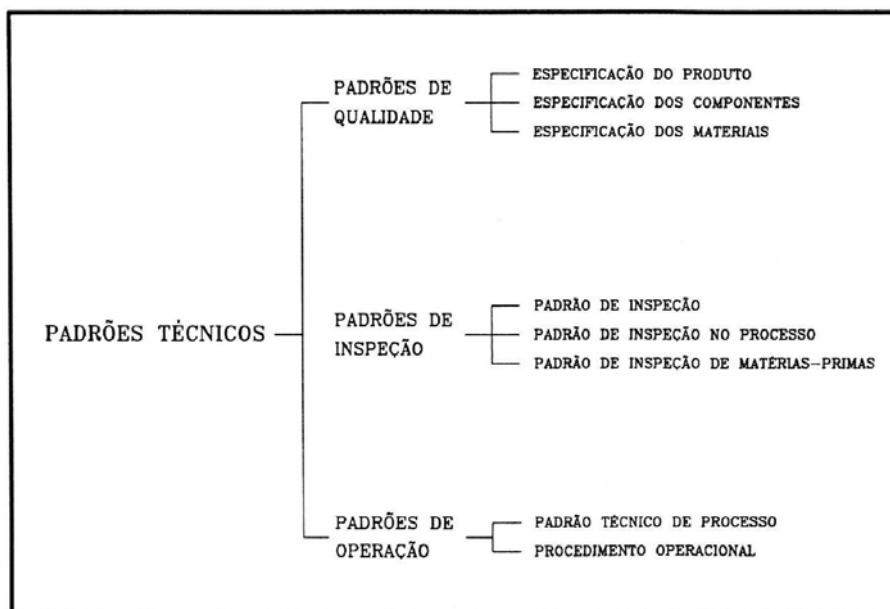 PADRÕES TÉCNICOS
PADRÕES DE
QUALIDADE
ESPECIFICAÇÃO DO PRODUTO
ESPECIFICAÇÃO DOS COMPONENTES
ESPECIFICAÇÃO DOS MATERIAIS
PADRÕES DE
INSPEÇÃO
PADRÃO DE INSPEÇÃO
PADRÃO DE INSPEÇÃO NO PROCESSO
PADRÃO DE INSPEÇÃO DE MATÉRIAS-PRIMAS
PADRÕES DE
OPERAÇÃO
PADRÃO TÉCNICO DE PROCESSO
PROCEDIMENTO OPERACIONAL